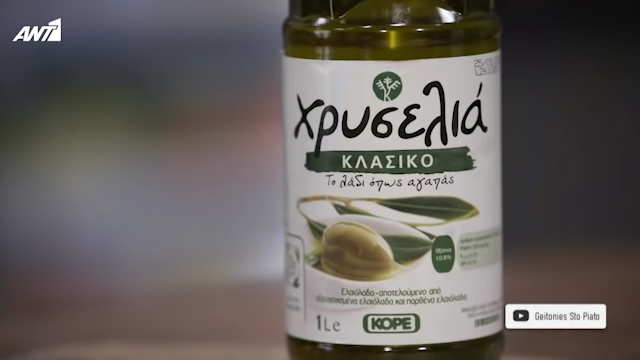 ANT1
χρυσελιά
ΚΛΑΣΙΚΟ
Το λάδι όπως αγαπάς
Ελαιόλαδο-αποτελούμενο από
εξευγενισμένα ελαιόλαδα και παρθένα ελαιόλαδα.
1L e
ΚΟΡΕ
Geitonies Sto Piato